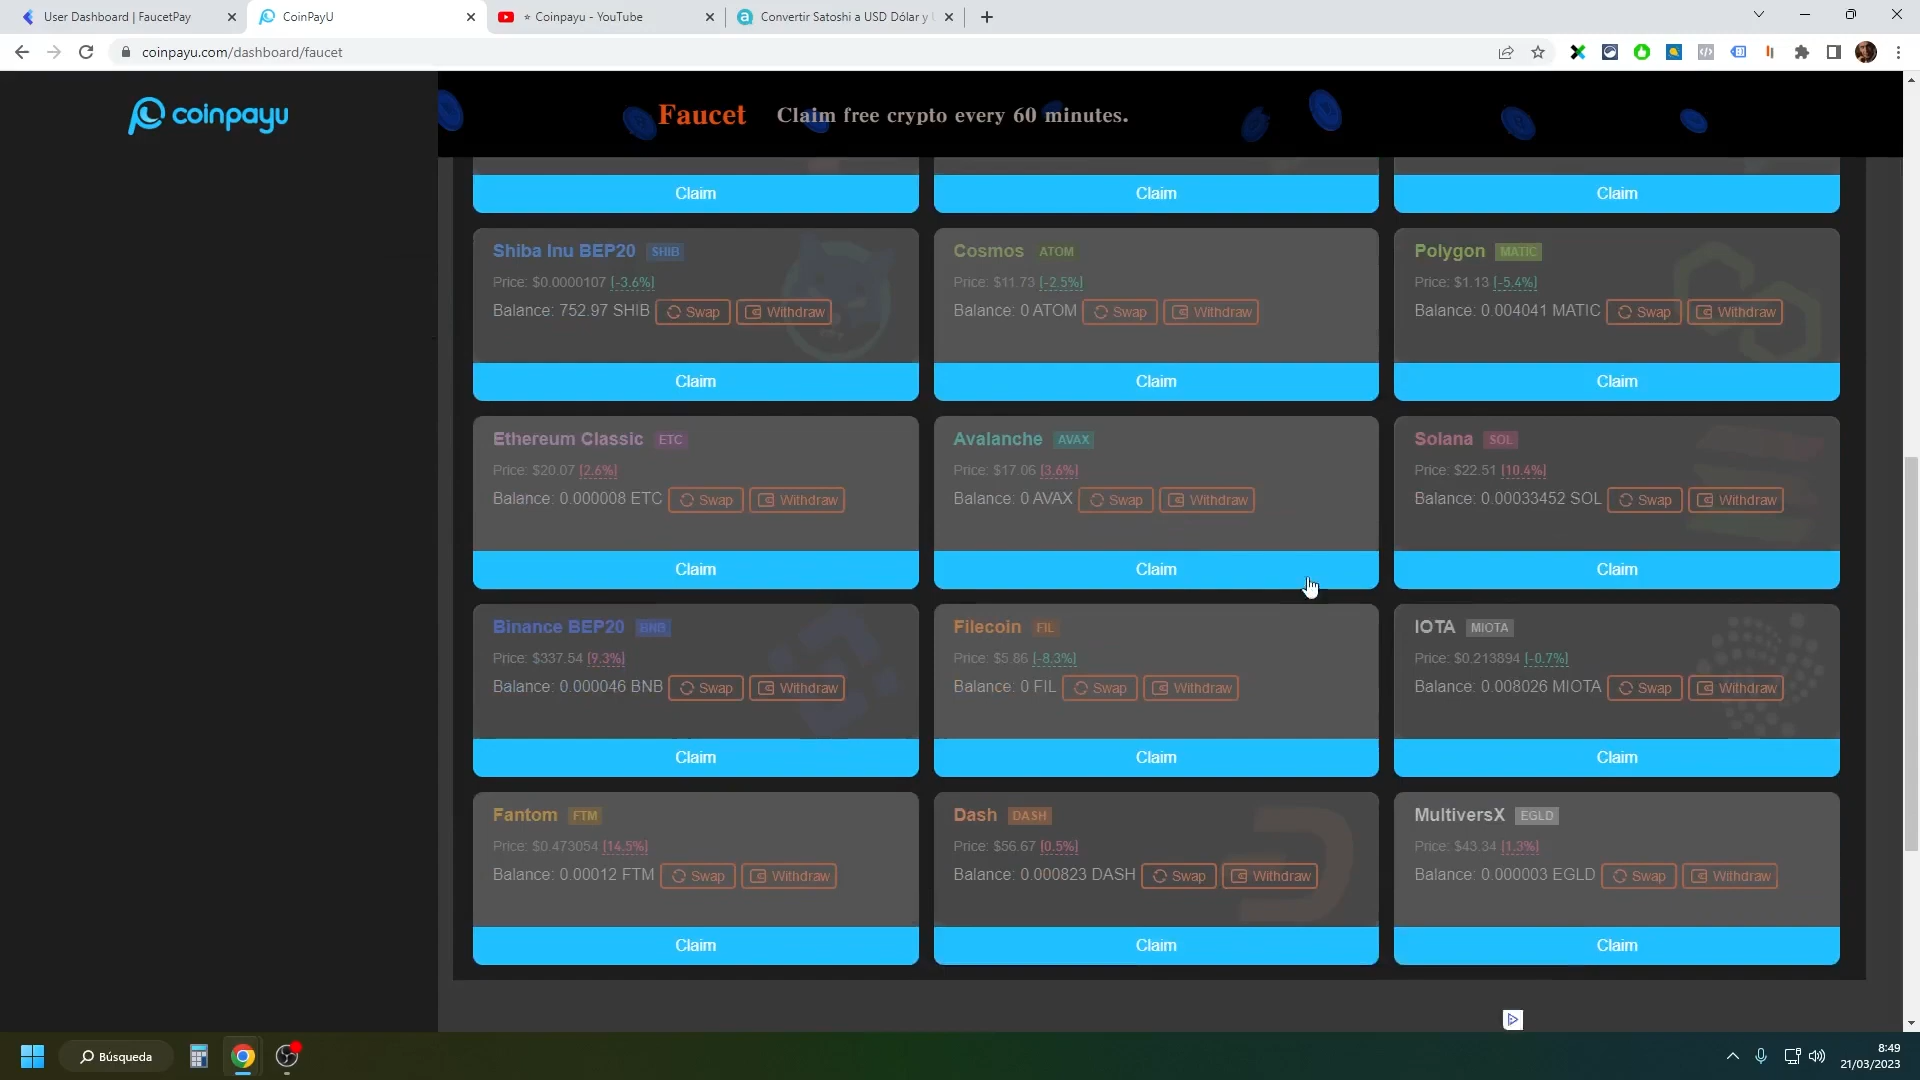 User Dashboard | FaucetPay
CoinPayU
⭐ Coinpayu - YouTube
Convertir Satoshi a USD Dólar y
coinpayu.com/dashboard/faucet
coinpayu
Faucet Claim free crypto every 60 minutes.
Claim
Claim
Claim
Shiba Inu BEP20 SHIB
Price: $0.0000107 [-3.6%]
Balance: 752.97 SHIB Swap Withdraw
Claim
Cosmos ATOM
Price: $11.73 [-2.5%]
Balance: 0 ATOM Swap Withdraw
Claim
Polygon MATIC
Price: $1.13 [-5.4%]
Balance: 0.004041 MATIC Swap Withdraw
Claim
Ethereum Classic ETC
Price: $20.07 [2.6%]
Balance: 0.000008 ETC Swap Withdraw
Claim
Avalanche AVAX
Price: $17.06 [3.6%]
Balance: 0 AVAX Swap Withdraw
Claim
Solana SOL
Price: $22.51 [10.4%]
Balance: 0.00033452 SOL Swap Withdraw
Claim
Binance BEP20 BNB
Price: $337.54 [9.3%]
Balance: 0.000046 BNB Swap Withdraw
Claim
Filecoin FIL
Price: $5.86 [-8.3%]
Balance: 0 FIL Swap Withdraw
Claim
IOTA MIOTA
Price: $0.213894 [-0.7%]
Balance: 0.008026 MIOTA Swap Withdraw
Claim
Fantom FTM
Price: $0.473054 [14.5%]
Balance: 0.00012 FTM Swap Withdraw
Claim
Dash DASH
Price: $56.67 [0.5%]
Balance: 0.000823 DASH Swap Withdraw
Claim
MultiversX EGLD
Price: $43.34 [1.3%]
Balance: 0.000003 EGLD Swap Withdraw
Claim
Búsqueda
8:49
21/03/2023